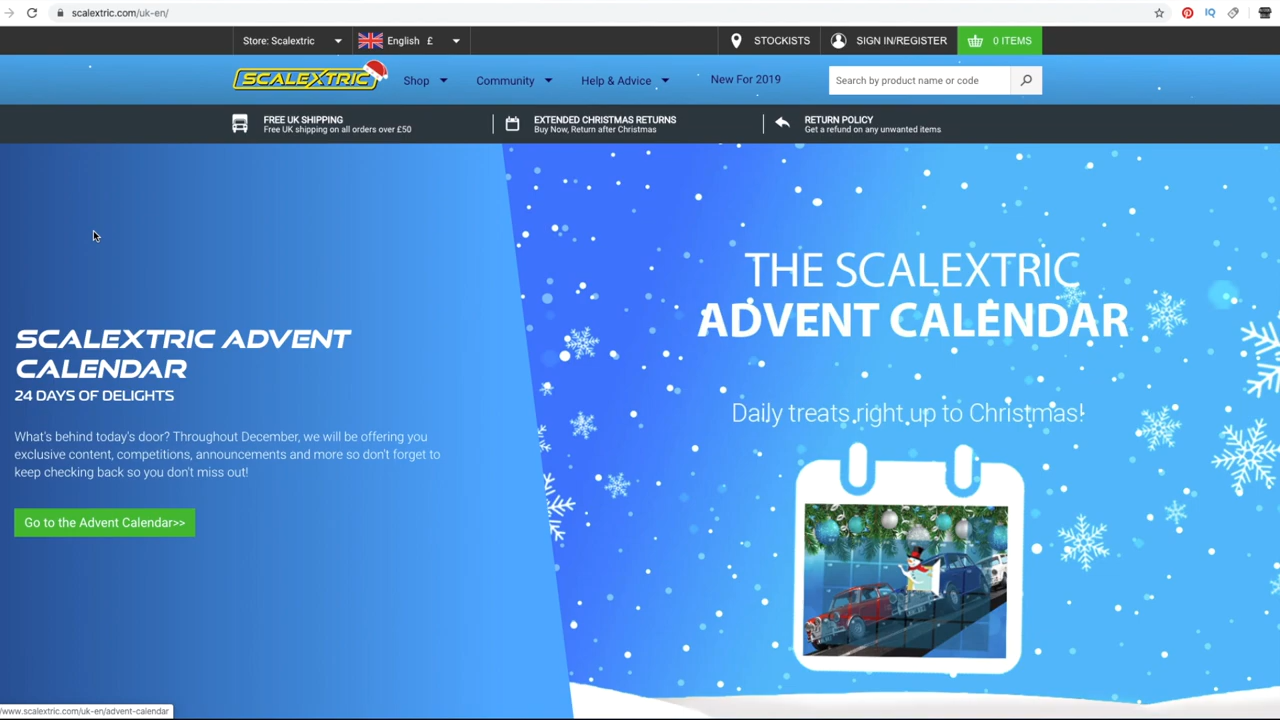 scalextric.com/uk-en/
Store: Scalextric
English £
STOCKISTS
SIGN IN/REGISTER
0 ITEMS
SCALEXTRIC
Shop
Community
Help & Advice
New For 2019
Search by product name or code
FREE UK SHIPPING
Free UK shipping on all orders over £50
EXTENDED CHRISTMAS RETURNS
Buy Now, Return after Christmas
RETURN POLICY
Get a refund on any unwanted items
SCALEXTRIC ADVENT
CALENDAR
24 DAYS OF DELIGHTS
What's behind today's door? Throughout December, we will be offering you
exclusive content, competitions, announcements and more so don't forget to
keep checking back so you don't miss out!
Go to the Advent Calendar>>
THE SCALEXTRIC
ADVENT CALENDAR
Daily treats right up to Christmas!
/www.scalextric.com/uk-en/advent-calendar